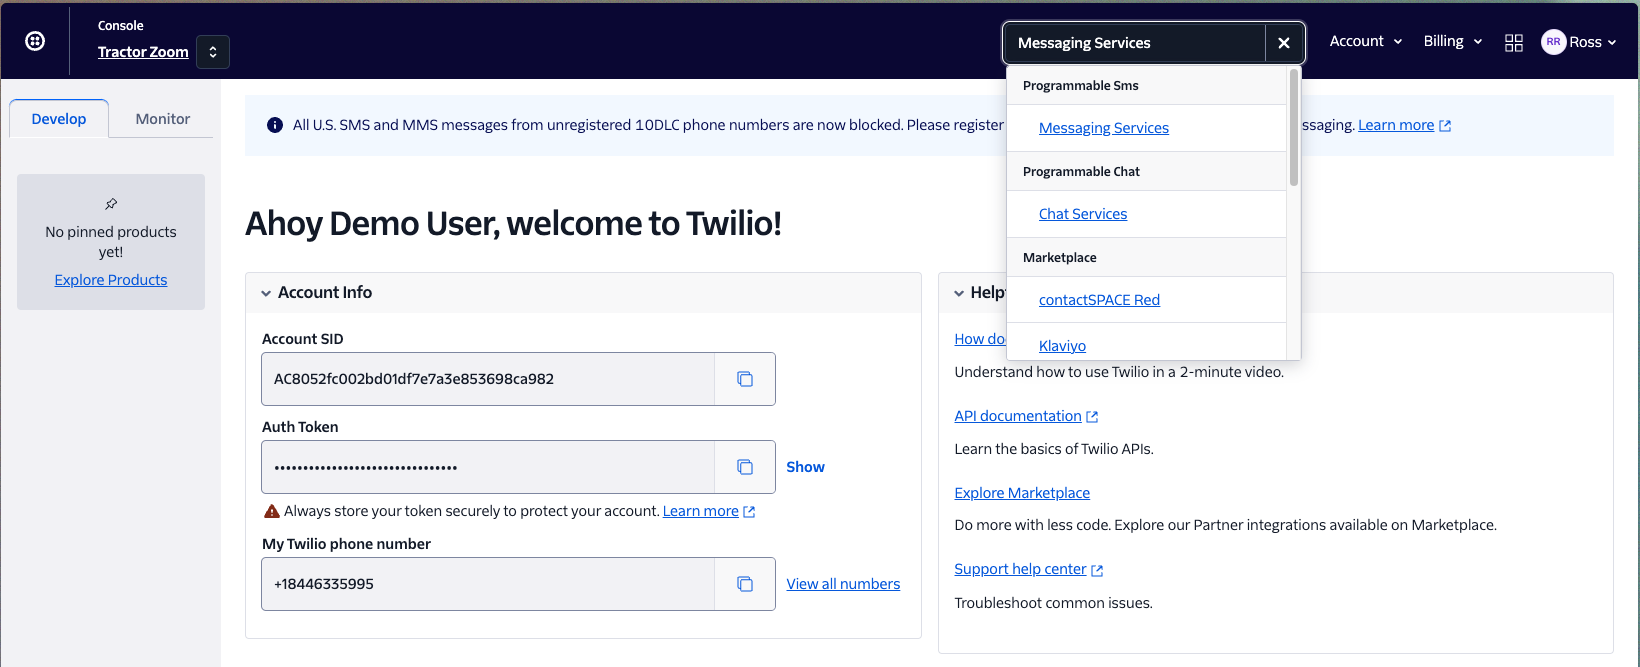 Console
Tractor Zoom
Messaging Services
Account
Billing
RR
Ross
Programmable Sms
Messaging Services
Programmable Chat
Chat Services
Marketplace
contactSPACE Red
Klaviyo
Develop
Monitor
No pinned products
yet!
Explore Products
All U.S. SMS and MMS messages from unregistered 10DLC phone numbers are now blocked. Please register
ssaging. Learn more
Ahoy Demo User, welcome to Twilio!
Account Info
Account SID
AC8052fc002bd01df7e7a3e853698ca982
Auth Token
••••••••••••••••••••••••••••••••
Show
Always store your token securely to protect your account. Learn more
My Twilio phone number
+18446335995
View all numbers
Help
How do
Understand how to use Twilio in a 2-minute video.
API documentation
Learn the basics of Twilio APIs.
Explore Marketplace
Do more with less code. Explore our Partner integrations available on Marketplace.
Support help center
Troubleshoot common issues.